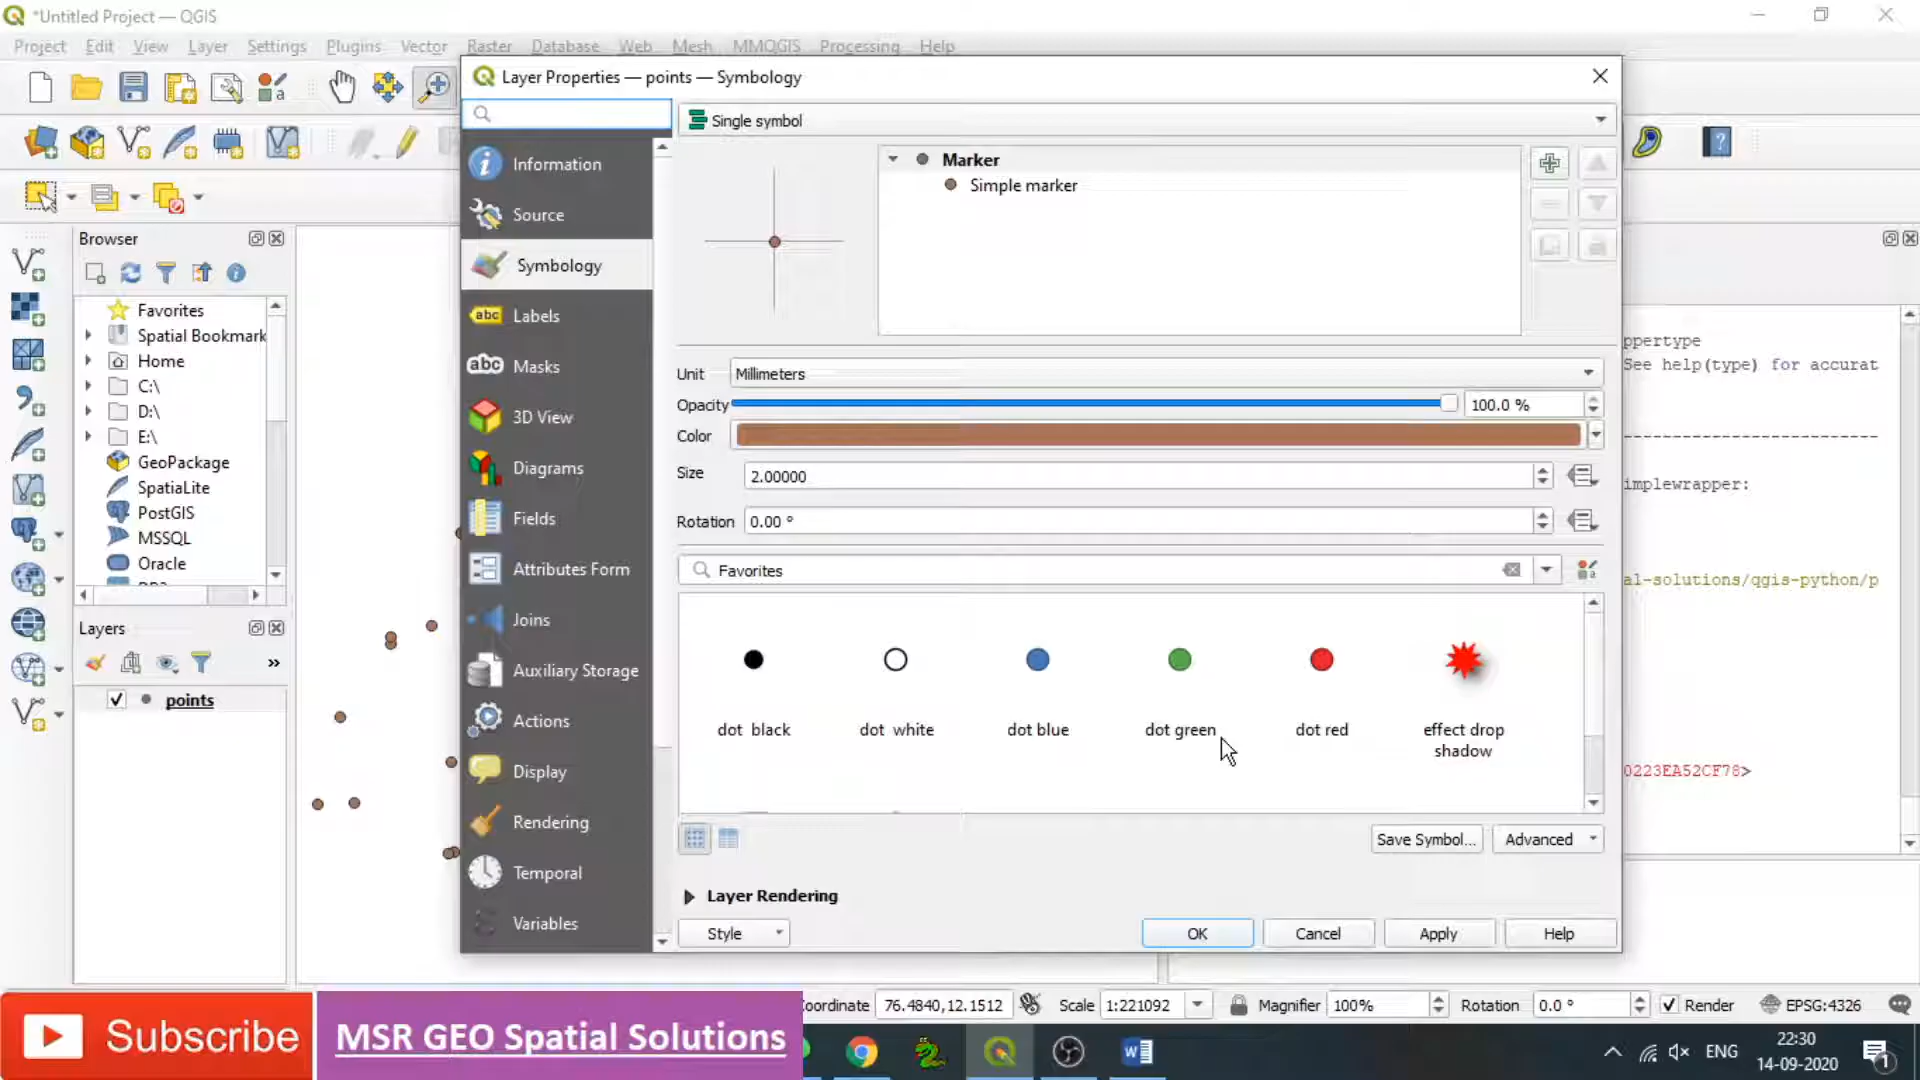 *Untitled Project — QGIS
Project Edit View Layer Settings Plugins Vector Raster Database Web Mesh MMQGIS Processing Help
Layer Properties — points — Symbology
Single symbol
Information
Source
Symbology
Labels
Masks
3D View
Diagrams
Fields
Attributes Form
Joins
Auxiliary Storage
Actions
Display
Rendering
Temporal
Variables
Marker
Simple marker
Unit Millimeters
Opacity 100.0 %
Color
Size 2.00000
Rotation 0.00 °
Favorites
dot black
dot white
dot blue
dot green
dot red
effect drop
shadow
Save Symbol...
Advanced
Layer Rendering
Style
OK
Cancel
Apply
Help
Browser
Favorites
Spatial Bookmark
Home
C:\
D:\
E:\
GeoPackage
SpatiaLite
PostGIS
MSSQL
Oracle
Layers
points
ppertype
See help(type) for accurat
implewrapper:
al-solutions/qgis-python/p
0223EA52CF78>
oordinate 76.4840,12.1512 Scale 1:221092 Magnifier 100% Rotation 0.0 ° Render EPSG:4326
Subscribe
MSR GEO Spatial Solutions
ENG
22:30
14-09-2020
1